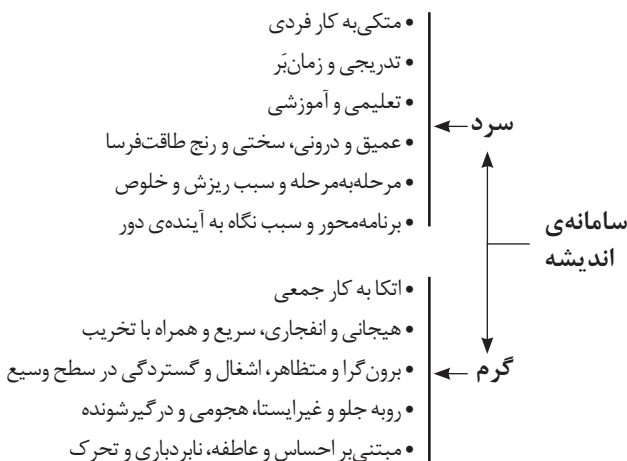 • متکی‌به کار فردی
• تدریجی و زمان‌بَر
• تعلیمی و آموزشی
سرد
• عمیق و درونی، سختی و رنج طاقت‌فرسا
• مرحله‌به‌مرحله و سبب ریزش و خلوص
• برنامه‌محور و سبب نگاه به آینده‌ی دور
سامانه‌ی
اندیشه
• اتکا به کار جمعی
• هیجانی و انفجاری، سریع و همراه با تخریب
گرم
• برون‌گرا و متظاهر، اشغال و گستردگی در سطح وسیع
• روبه جلو و غیرایستا، هجومی و درگیرشونده
• مبتنی‌بر احساس و عاطفه، نابردباری و تحرک